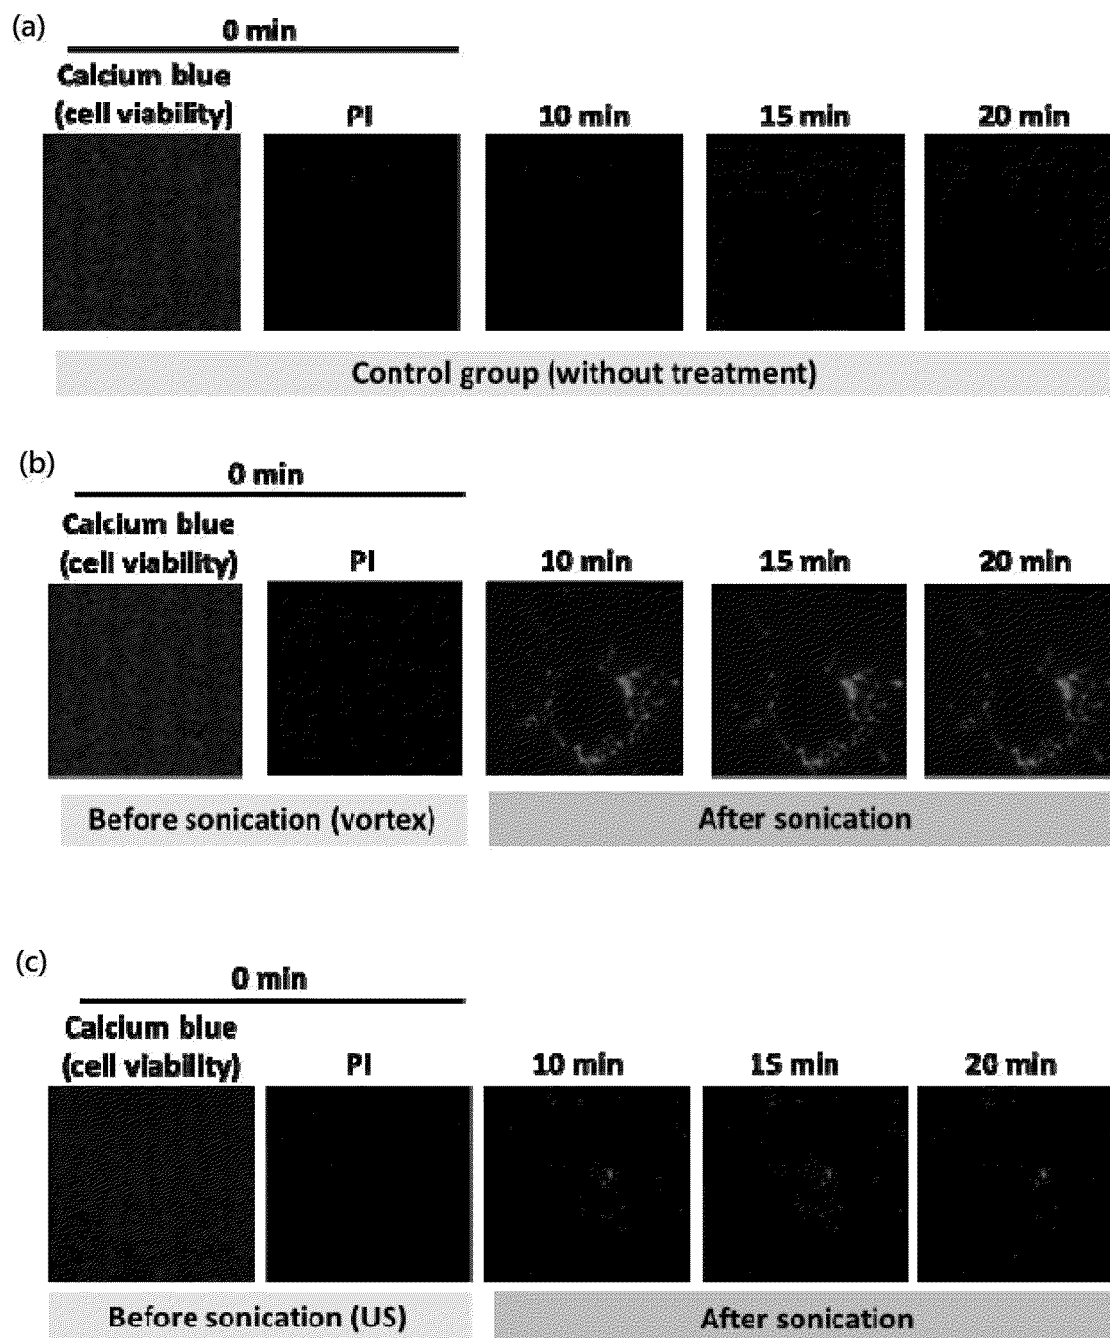 (a)
0 min
Calcium blue
(cell viability)
PI
10 min
15 min
20 min
Control group (without treatment)
(b)
0 min
Calcium blue
(cell viability)
PI
10 min
15 min
20 min
Before sonication (vortex)
After sonication
(c)
0 min
Calcium blue
(cell viability)
PI
10 min
15 min
20 min
Before sonication (US)
After sonication